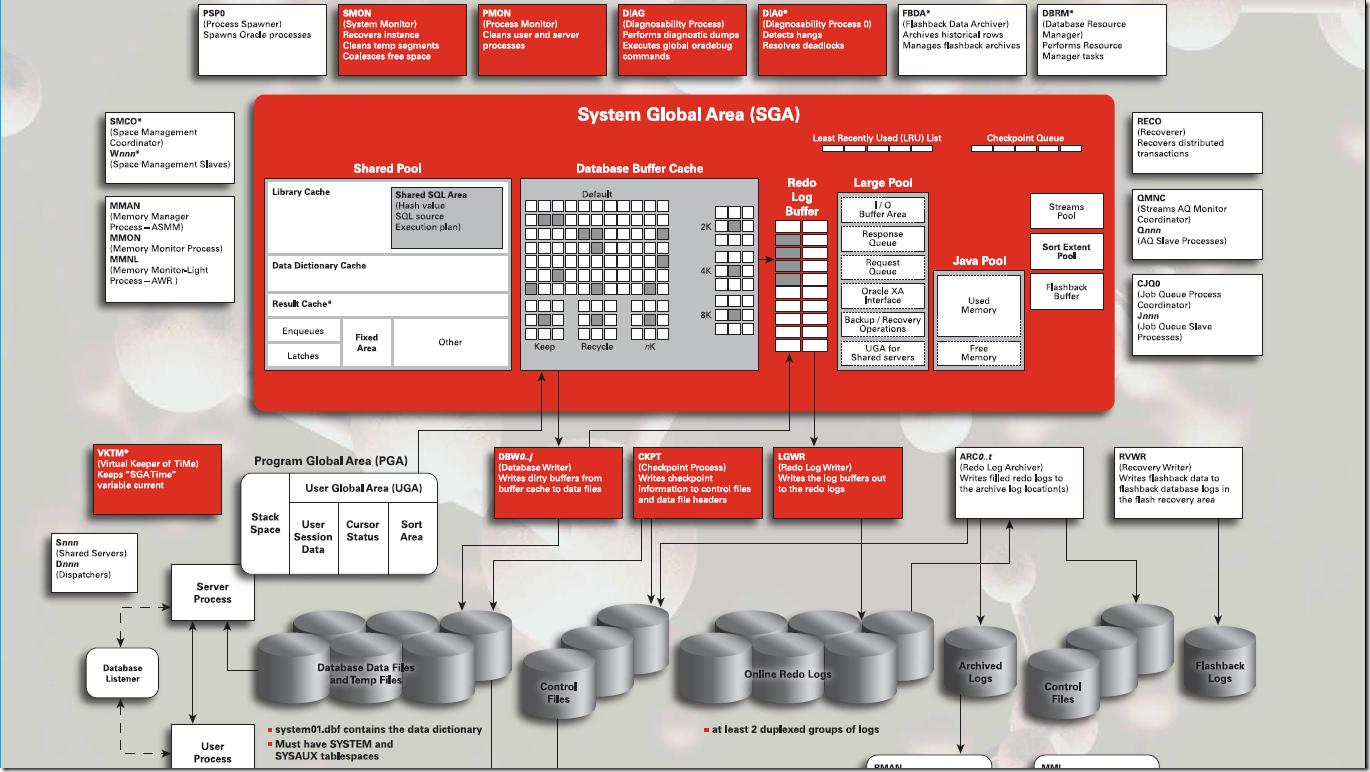 PSP0
(Process Spawner)
Spawns Oracle processes
SMON
(System Monitor)
Recovers instance
Cleans temp segments
Coalesces free space
PMON
(Process Monitor)
Cleans user and server
processes
DIAG
(Diagnosability Process)
Performs diagnostic dumps
Executes global oradebug
commands
DIA0*
(Diagnosability Process 0)
Detects hangs
Resolves deadlocks
FBDA*
(Flashback Data Archiver)
Archives historical rows
Manages flashback archives
DBRM*
(Database Resource
Manager)
Performs Resource
Manager tasks
SMCO*
(Space Management
Coordinator)
Wnnn*
(Space Management Slaves)
MMAN
(Memory Manager
Process – ASMM)
MMON
(Memory Monitor Process)
MMNL
(Memory Monitor-Light
Process – AWR )
System Global Area (SGA)
Least Recently Used (LRU) List
Checkpoint Queue
Shared Pool
Library Cache
Shared SQL Area
(Hash value
SQL source
Execution plan)
Data Dictionary Cache
Result Cache*
Enqueues
Latches
Fixed
Area
Other
Database Buffer Cache
Default
2K
4K
8K
Keep
Recycle
nK
Redo
Log
Buffer
Large Pool
I / O
Buffer Area
Response
Queue
Request
Queue
Oracle XA
Interface
Backup / Recovery
Operations
UGA for
Shared servers
Java Pool
Used
Memory
Free
Memory
Streams
Pool
Sort Extent
Pool
Flashback
Buffer
RECO
(Recoverer)
Recovers distributed
transactions
QMNC
(Streams AQ Monitor
Coordinator)
Qnnn
(AQ Slave Processes)
CJQ0
(Job Queue Process
Coordinator)
Jnnn
(Job Queue Slave
Processes)
VKTM*
(Virtual Keeper of TiMe)
Keeps "SGA Time"
variable current
Program Global Area (PGA)
Stack
Space
User Global Area (UGA)
User
Session
Data
Cursor
Status
Sort
Area
DBW0..j
(Database Writer)
Writes dirty buffers from
buffer cache to data files
CKPT
(Checkpoint Process)
Writes checkpoint
information to control files
and data file headers
LGWR
(Redo Log Writer)
Writes the log buffers out
to the redo logs
ARC0..t
(Redo Log Archiver)
Writes filled redo logs to
the archive log location(s)
RVWR
(Recovery Writer)
Writes flashback data to
flashback database logs in
the flash recovery area
Snnn
(Shared Servers)
Dnnn
(Dispatchers)
Server
Process
Database
Listener
User
Process
Database Data Files
and Temp Files
Control
Files
Online Redo Logs
Archived
Logs
Control
Files
Flashback
Logs
system01.dbf contains the data dictionary
Must have SYSTEM and
SYSAUX tablespaces
at least 2 duplexed groups of logs